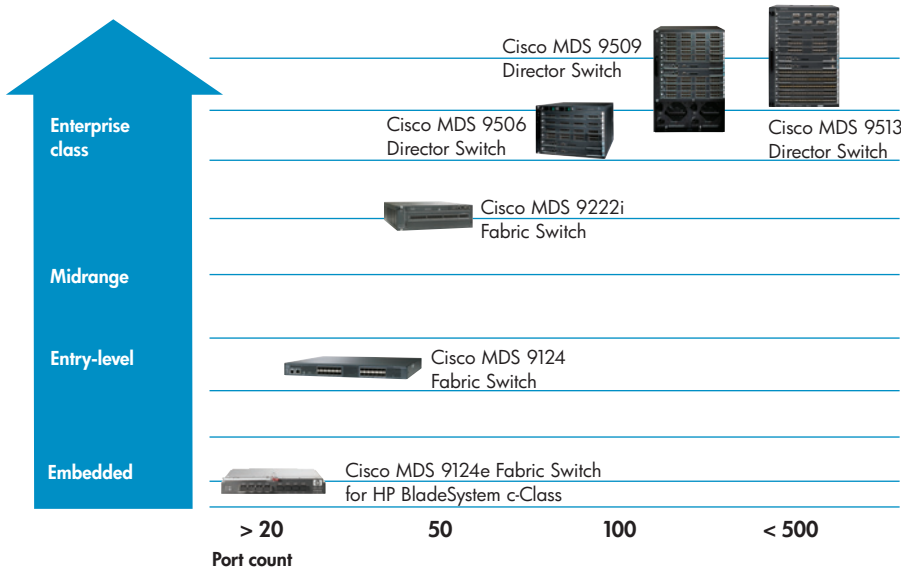 Cisco MDS 9509
Director Switch
Enterprise
class
Cisco MDS 9506
Director Switch
Cisco MDS 9513
Director Switch
Cisco MDS 9222i
Fabric Switch
Midrange
Entry-level
Cisco MDS 9124
Fabric Switch
Embedded
Cisco MDS 9124e Fabric Switch
for HP BladeSystem c-Class
> 20
50
100
< 500
Port count